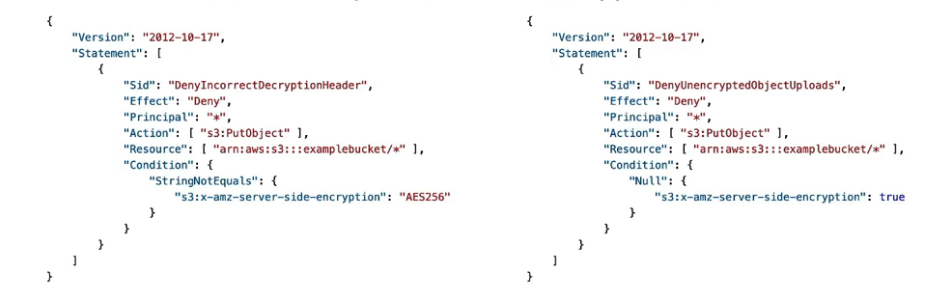 {
    "Version": "2012-10-17",
    "Statement": [
        {
            "Sid": "DenyIncorrectDecryptionHeader",
            "Effect": "Deny",
            "Principal": "*",
            "Action": [ "s3:PutObject" ],
            "Resource": [ "arn:aws:s3:::examplebucket/*" ],
            "Condition": {
                "StringNotEquals": {
                    "s3:x-amz-server-side-encryption": "AES256"
                }
            }
        }
    ]
}
{
    "Version": "2012-10-17",
    "Statement": [
        {
            "Sid": "DenyUnencryptedObjectUploads",
            "Effect": "Deny",
            "Principal": "*",
            "Action": [ "s3:PutObject" ],
            "Resource": [ "arn:aws:s3:::examplebucket/*" ],
            "Condition": {
                "Null": {
                    "s3:x-amz-server-side-encryption": true
                }
            }
        }
    ]
}